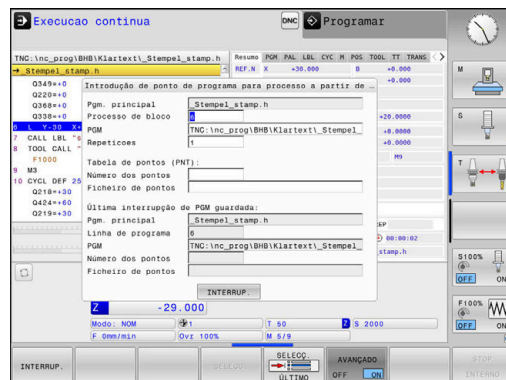 Execucao continua
DNC
Programar
TNC:\nc_prog\BHB\Klartext\_Stempel_stamp.h
→_Stempel_stamp.h
Resumo PGM PAL LBL CYC M POS TOOL TT TRANS
REF.N X +30.000 B +0.000
+0.000
Q349=+0
Q220=+0
Q368=+0
Q338=+0
6 L Y-30 X+
7 CALL LBL "s
8 TOOL CALL "
F1000
9 M3
10 CYCL DEF 25
Q218=+30
Q424=+60
Q219=+30
Introdução de ponto de programa para processo a partir de …
Pgm. principal _Stempel_stamp.h
Processo de bloco 6
PGM TNC:\nc_prog\BHB\Klartext\_Stempel_
Repeticoes 1
Tabela de pontos (PNT):
Número dos pontos
Ficheiro de pontos
Última interrupção de PGM guardada:
Pgm. principal _Stempel_stamp.h
Linha de programa 6
PGM TNC:\nc_prog\BHB\Klartext\_Stempel_
Número dos pontos
Ficheiro de pontos
INTERRUP.
+20.0000
+0.0000
+0.0000
M9
EP
00:00:02
stamp.h
Z -29.000
Modo: NOM 1 T 50 Z S 2000
F 0mm/min Ovr 100% M 5/9
M
S
T
S100%
OFF ON
F100%
OFF ON
INTERRUP.
SELECC.
SELECÇ.
ÚLTIMO
AVANÇADO
OFF ON
STOP
INTERNO